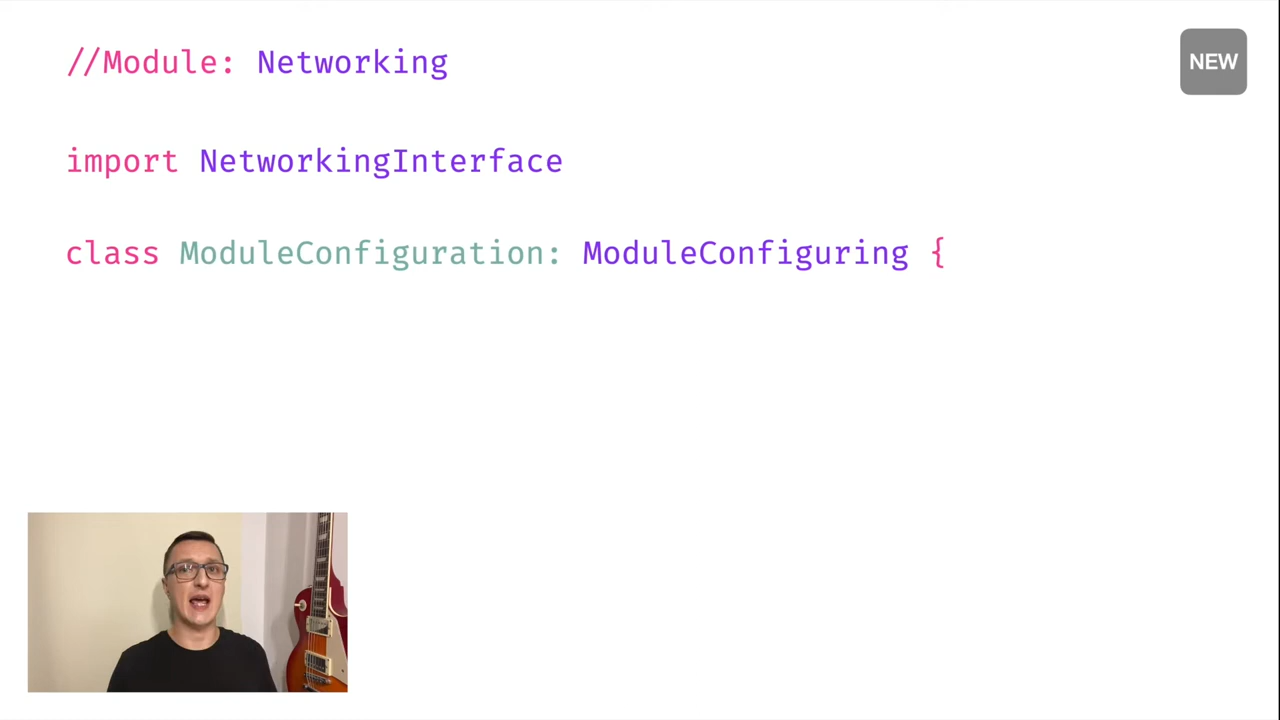 //Module: Networking
NEW
import NetworkingInterface
class ModuleConfiguration: ModuleConfiguring {